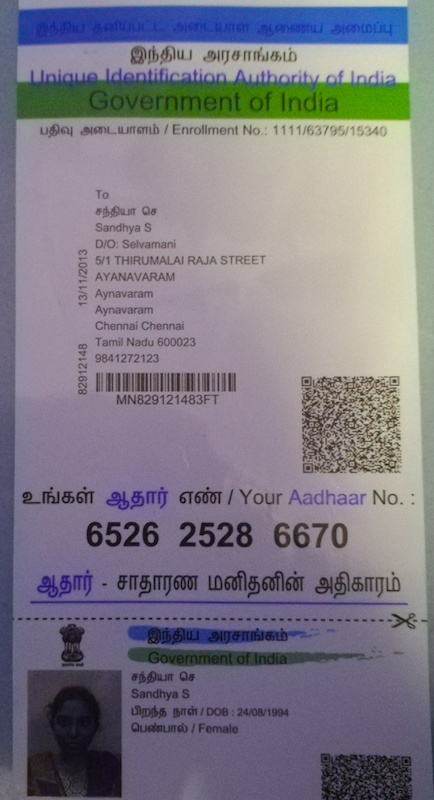 இந்திய தனிப்பட்ட அடையாள ஆணைய அமைப்பு
இந்திய அரசாங்கம்
Unique Identification Authority of India
Government of India
பதிவு அடையாளம் / Enrollment No.: 1111/63795/15340
To
சந்தியா செ
Sandhya S
D/O: Selvamani
5/1 THIRUMALAI RAJA STREET
AYANAVARAM
Aynavaram
Aynavaram
Chennai Chennai
Tamil Nadu 600023
9841272123
13/11/2013
82912148
MN829121483FT
உங்கள் ஆதார் எண் / Your Aadhaar No. :
6526 2528 6670
ஆதார் - சாதாரண மனிதனின் அதிகாரம்
இந்திய அரசாங்கம்
Government of India
சந்தியா செ
Sandhya S
பிறந்த நாள் / DOB : 24/08/1994
பெண்பால் / Female